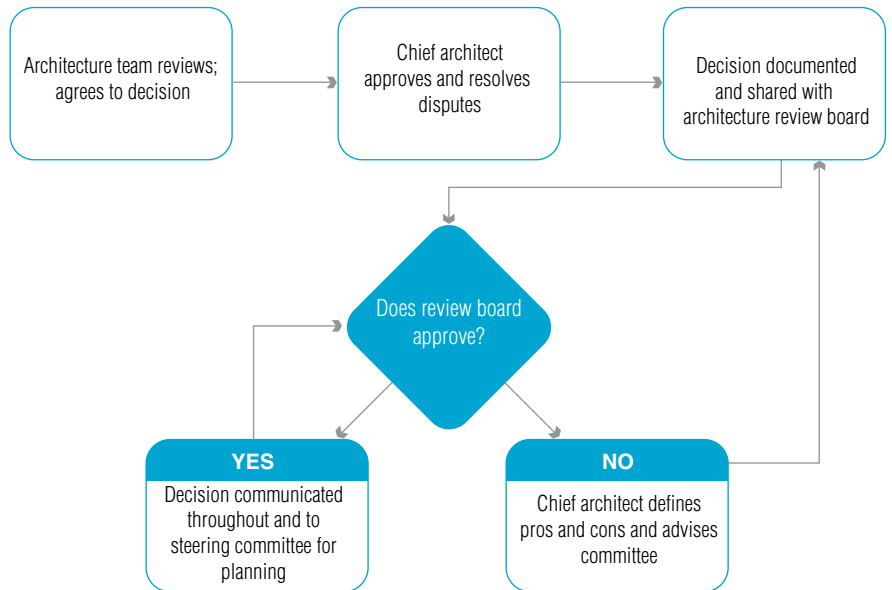 Architecture team reviews;
agrees to decision
Chief architect
approves and resolves
disputes
Decision documented
and shared with
architecture review board
Does review board
approve?
YES
Decision communicated
throughout and to
steering committee for
planning
NO
Chief architect defines
pros and cons and advises
committee